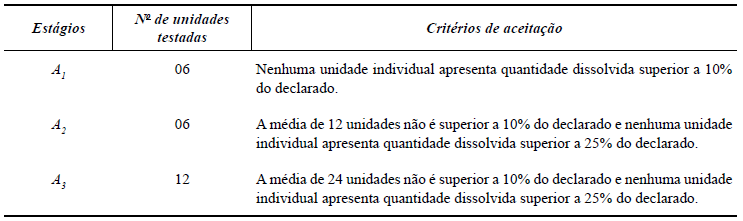 Estágios
Nº de unidades
testadas
Critérios de aceitação
A1
06
Nenhuma unidade individual apresenta quantidade dissolvida superior a 10%
do declarado.
A2
06
A média de 12 unidades não é superior a 10% do declarado e nenhuma unidade
individual apresenta quantidade dissolvida superior a 25% do declarado.
A3
12
A média de 24 unidades não é superior a 10% do declarado e nenhuma unidade
individual apresenta quantidade dissolvida superior a 25% do declarado.